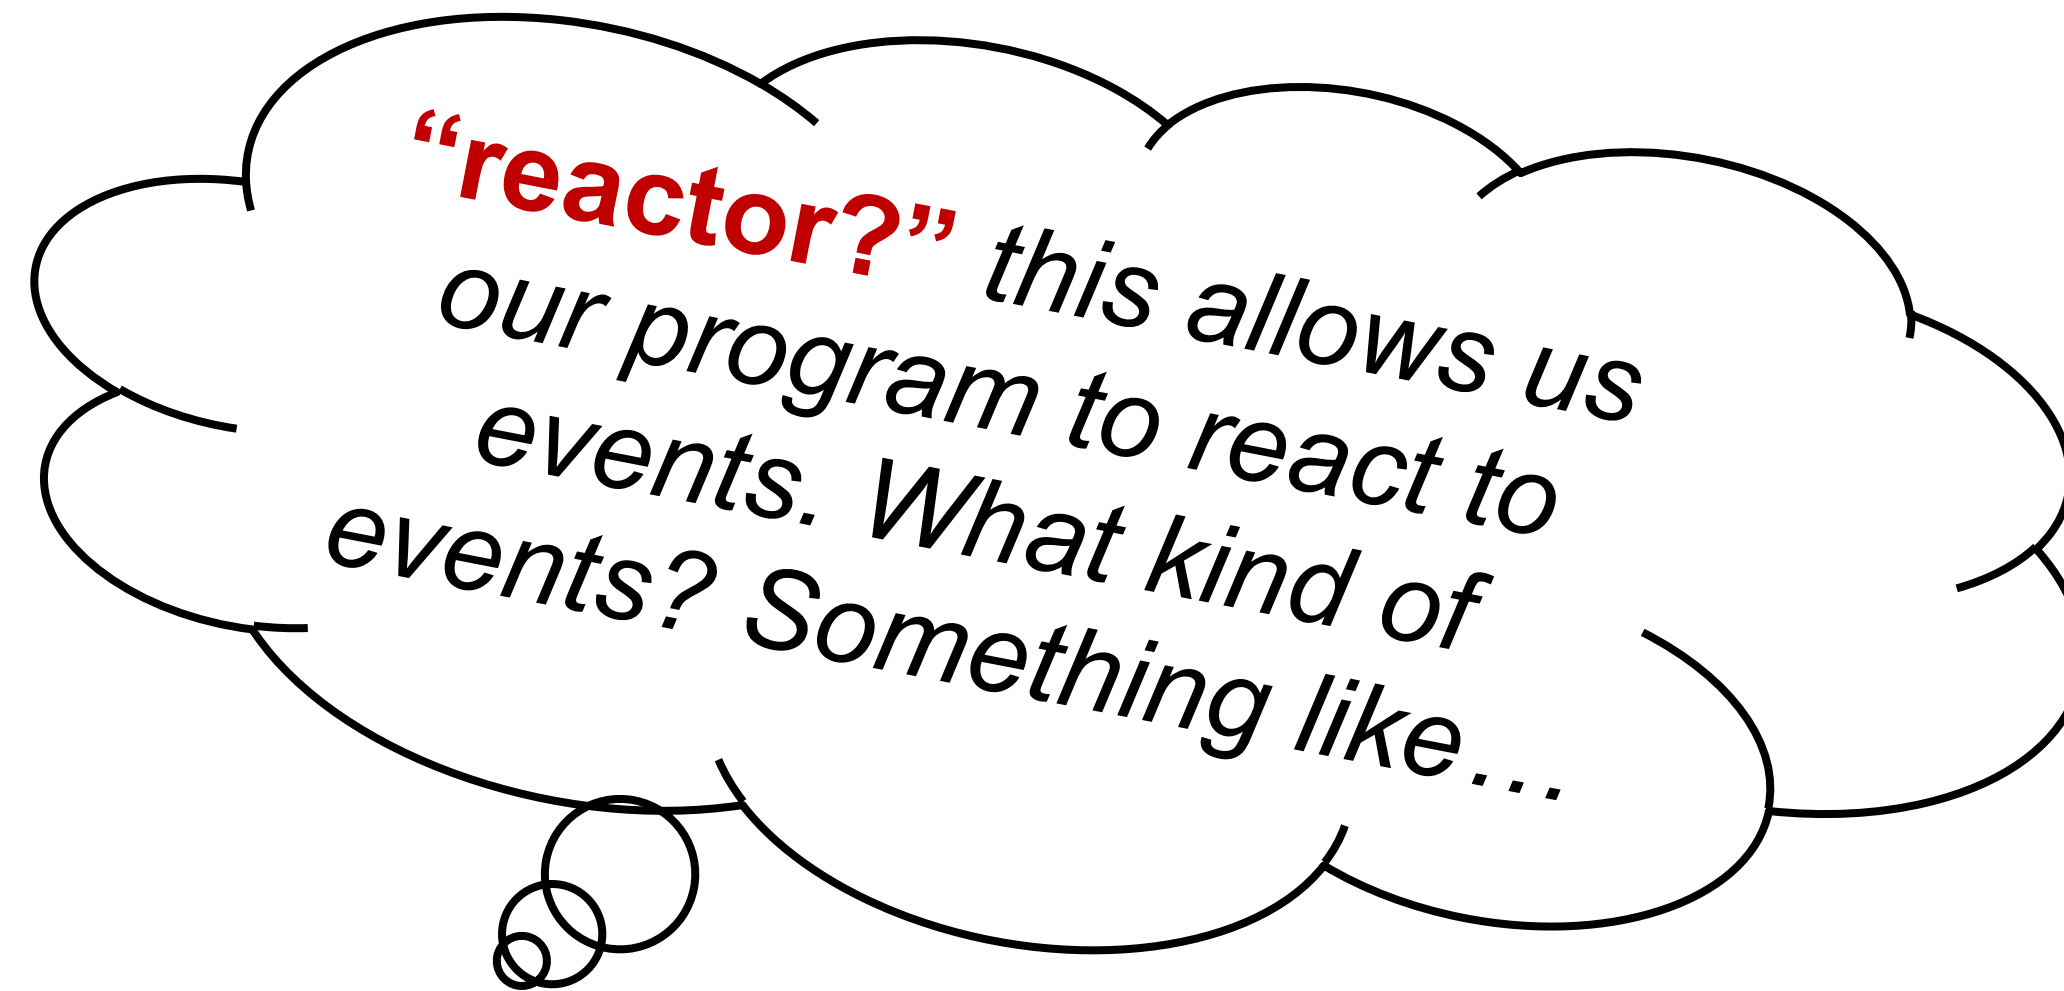 “reactor?” this allows us
our program to react to
events. What kind of
events? Something like…